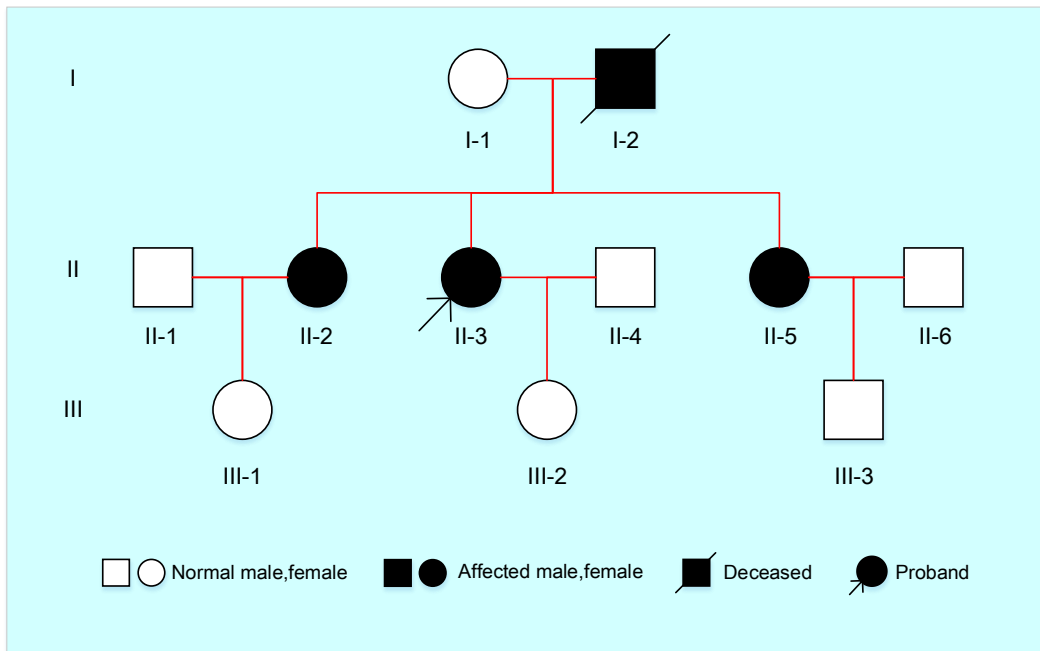 I
I-1
I-2
II
II-1
II-2
II-3
II-4
II-5
II-6
III
III-1
III-2
III-3
Normal male,female
Affected male,female
Deceased
Proband